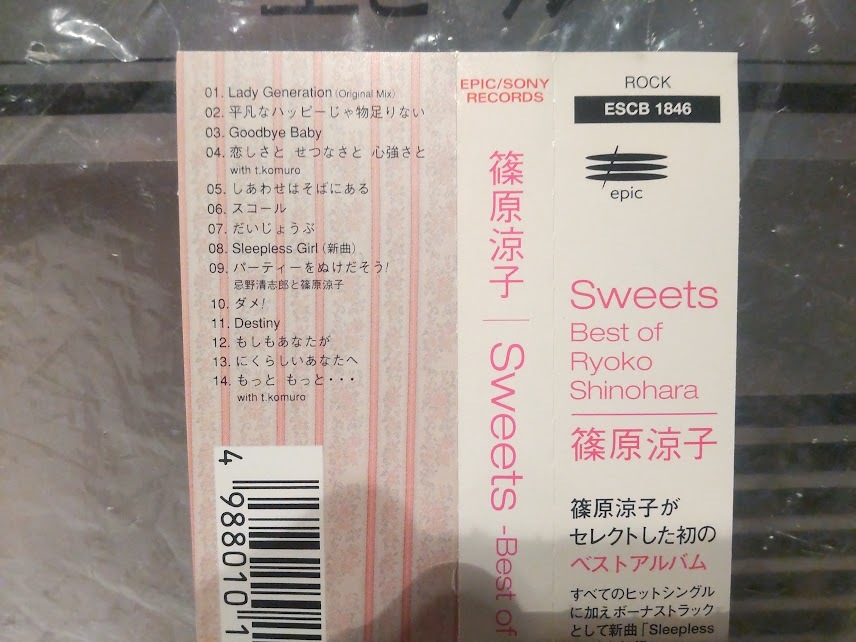 01. Lady Generation (Original Mix)
02. 平凡なハッピーじゃ物足りない
03. Goodbye Baby
04. 恋しさと せつなさと 心強さと
with t.komuro
05. しあわせはそばにある
06. スコール
07. だいじょうぶ
08. Sleepless Girl (新曲)
09. パーティーをぬけだそう!
忌野清志郎と篠原涼子
10. ダメ!
11. Destiny
12. もしもあなたが
13. にくらしいあなたへ
14. もっと もっと・・・
with t.komuro
4 988010 1
EPIC/SONY
RECORDS
篠原涼子 | Sweets -Best of
ROCK
ESCB 1846
epic
Sweets
Best of
Ryoko
Shinohara
篠原涼子
篠原涼子が
セレクトした初の
ベストアルバム
すべてのヒットシングル
に加えボーナストラック
として新曲「Sleepless